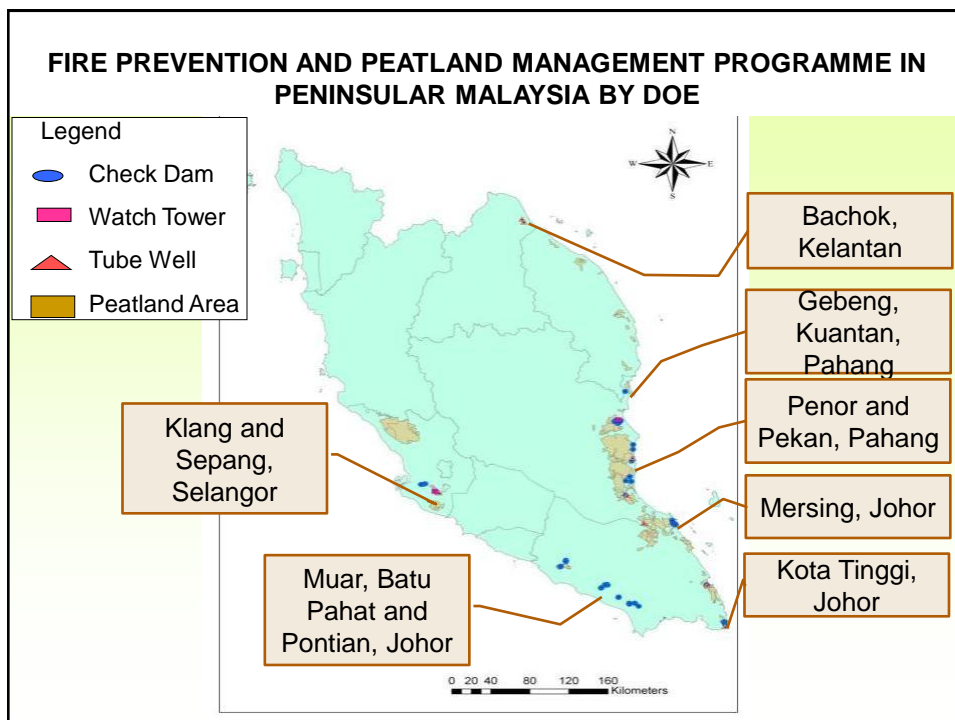 FIRE PREVENTION AND PEATLAND MANAGEMENT PROGRAMME IN
PENINSULAR MALAYSIA BY DOE
Legend
Check Dam
Watch Tower
Tube Well
Peatland Area
N
W
E
S
Bachok,
Kelantan
Gebeng,
Kuantan,
Pahang
Penor and
Pekan, Pahang
Klang and
Sepang,
Selangor
Mersing, Johor
Kota Tinggi,
Johor
Muar, Batu
Pahat and
Pontian, Johor
0 20 40 80 120 160
Kilometers